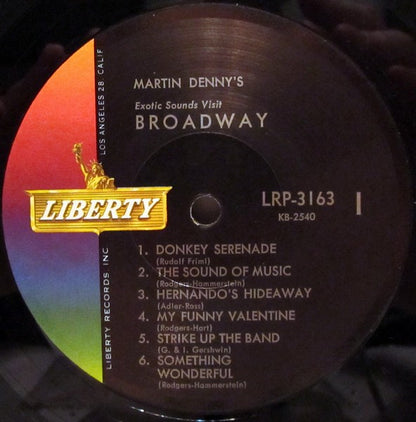 MARTIN DENNY'S
Exotic Sounds Visit
BROADWAY
LOS ANGELES 28 CALIF
LIBERTY
LIBERTY RECORDS, INC
LRP-3163
KB-2540
I
1. DONKEY SERENADE
(Rudolf Friml)
2. THE SOUND OF MUSIC
(Rodgers-Hammerstein)
3. HERNANDO'S HIDEAWAY
(Adler-Ross)
4. MY FUNNY VALENTINE
(Rodgers-Hart)
5. STRIKE UP THE BAND
(G. & I. Gershwin)
6. SOMETHING
WONDERFUL
(Rodgers-Hammerstein)